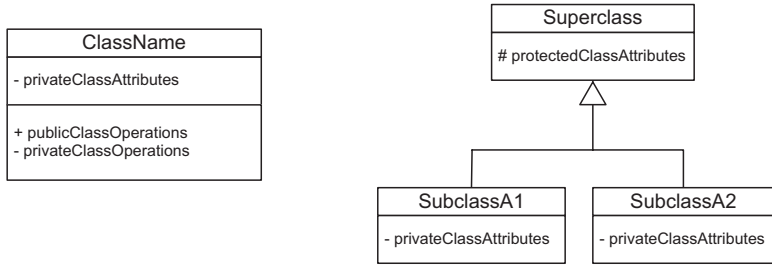 ClassName
- privateClassAttributes
+ publicClassOperations
- privateClassOperations
Superclass
# protectedClassAttributes
SubclassA1
- privateClassAttributes
SubclassA2
- privateClassAttributes